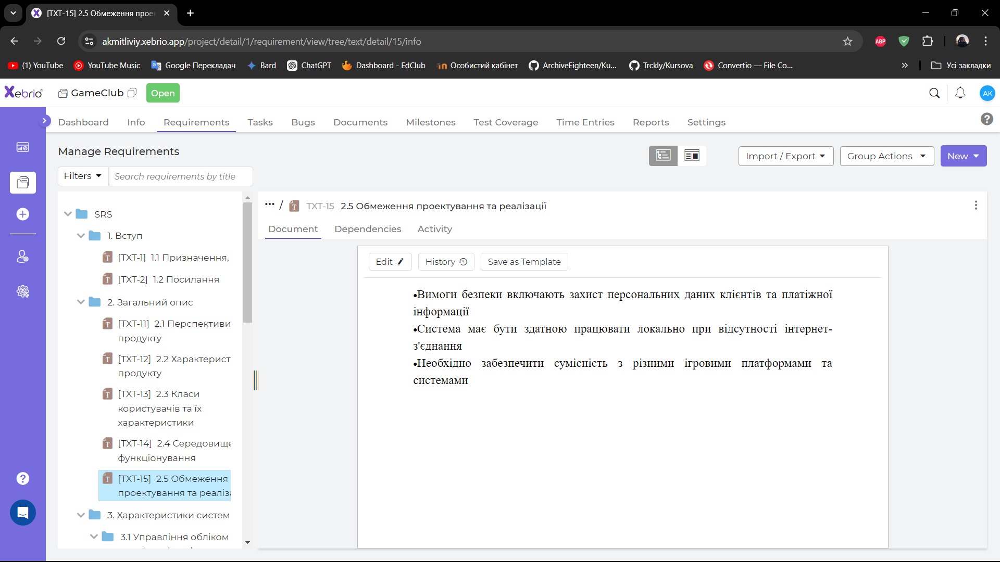 [TXT-15] 2.5 Обмеження прое
akmitliviy.xebrio.app/project/detail/1/requirement/view/tree/text/detail/15/info
ABP
(1) YouTube
YouTube Music
Google Перекладач
Bard
ChatGPT
Dashboard - EdClub
Особистий кабінет
ArchiveEighteen/Ku...
Trckly/Kursova
Convertio — File Co...
Усі закладки
Xebrio
GameClub
Open
AK
Dashboard
Info
Requirements
Tasks
Bugs
Documents
Milestones
Test Coverage
Time Entries
Reports
Settings
Manage Requirements
Import / Export
Group Actions
New
Filters
Search requirements by title
SRS
1. Вступ
[TXT-1] 1.1 Призначення,
[TXT-2] 1.2 Посилання
2. Загальний опис
[TXT-11] 2.1 Перспективи
продукту
[TXT-12] 2.2 Характерист
продукту
[TXT-13] 2.3 Класи
користувачів та їх
характеристики
[TXT-14] 2.4 Середовище
функціонування
[TXT-15] 2.5 Обмеження
проектування та реаліза
3. Характеристики систем
3.1 Управління обліком
... / TXT-15 2.5 Обмеження проектування та реалізації
Document
Dependencies
Activity
Edit
History
Save as Template
•Вимоги безпеки включають захист персональних даних клієнтів та платіжної
інформації
•Система має бути здатною працювати локально при відсутності інтернет-
з'єднання
•Необхідно забезпечити сумісність з різними ігровими платформами та
системами